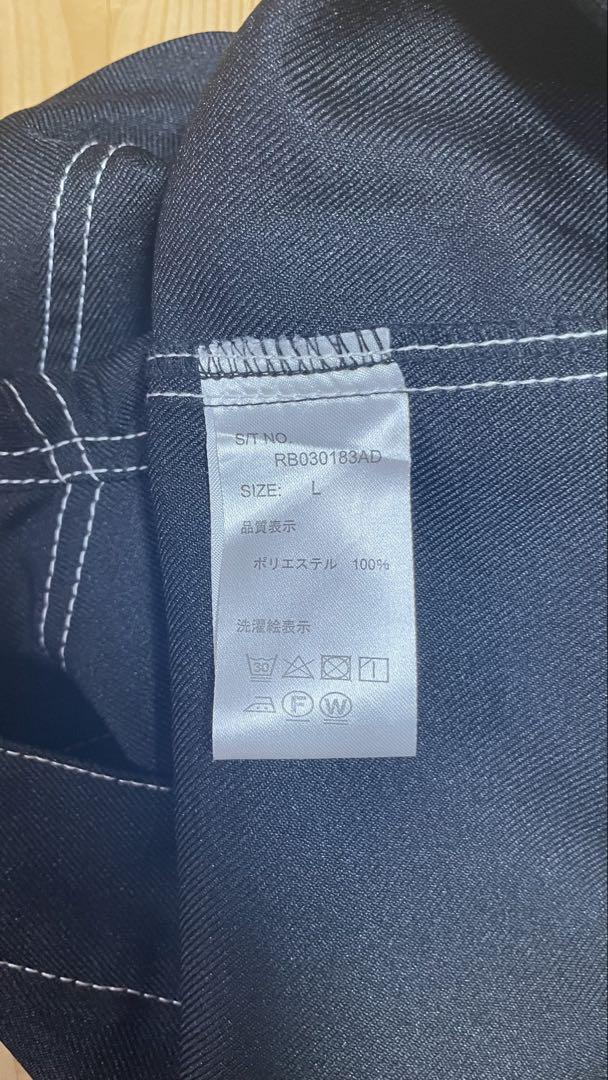 S/T NO.
RB030183AD
SIZE: L
品質表示
ポリエステル 100%
洗濯絵表示
30
F W